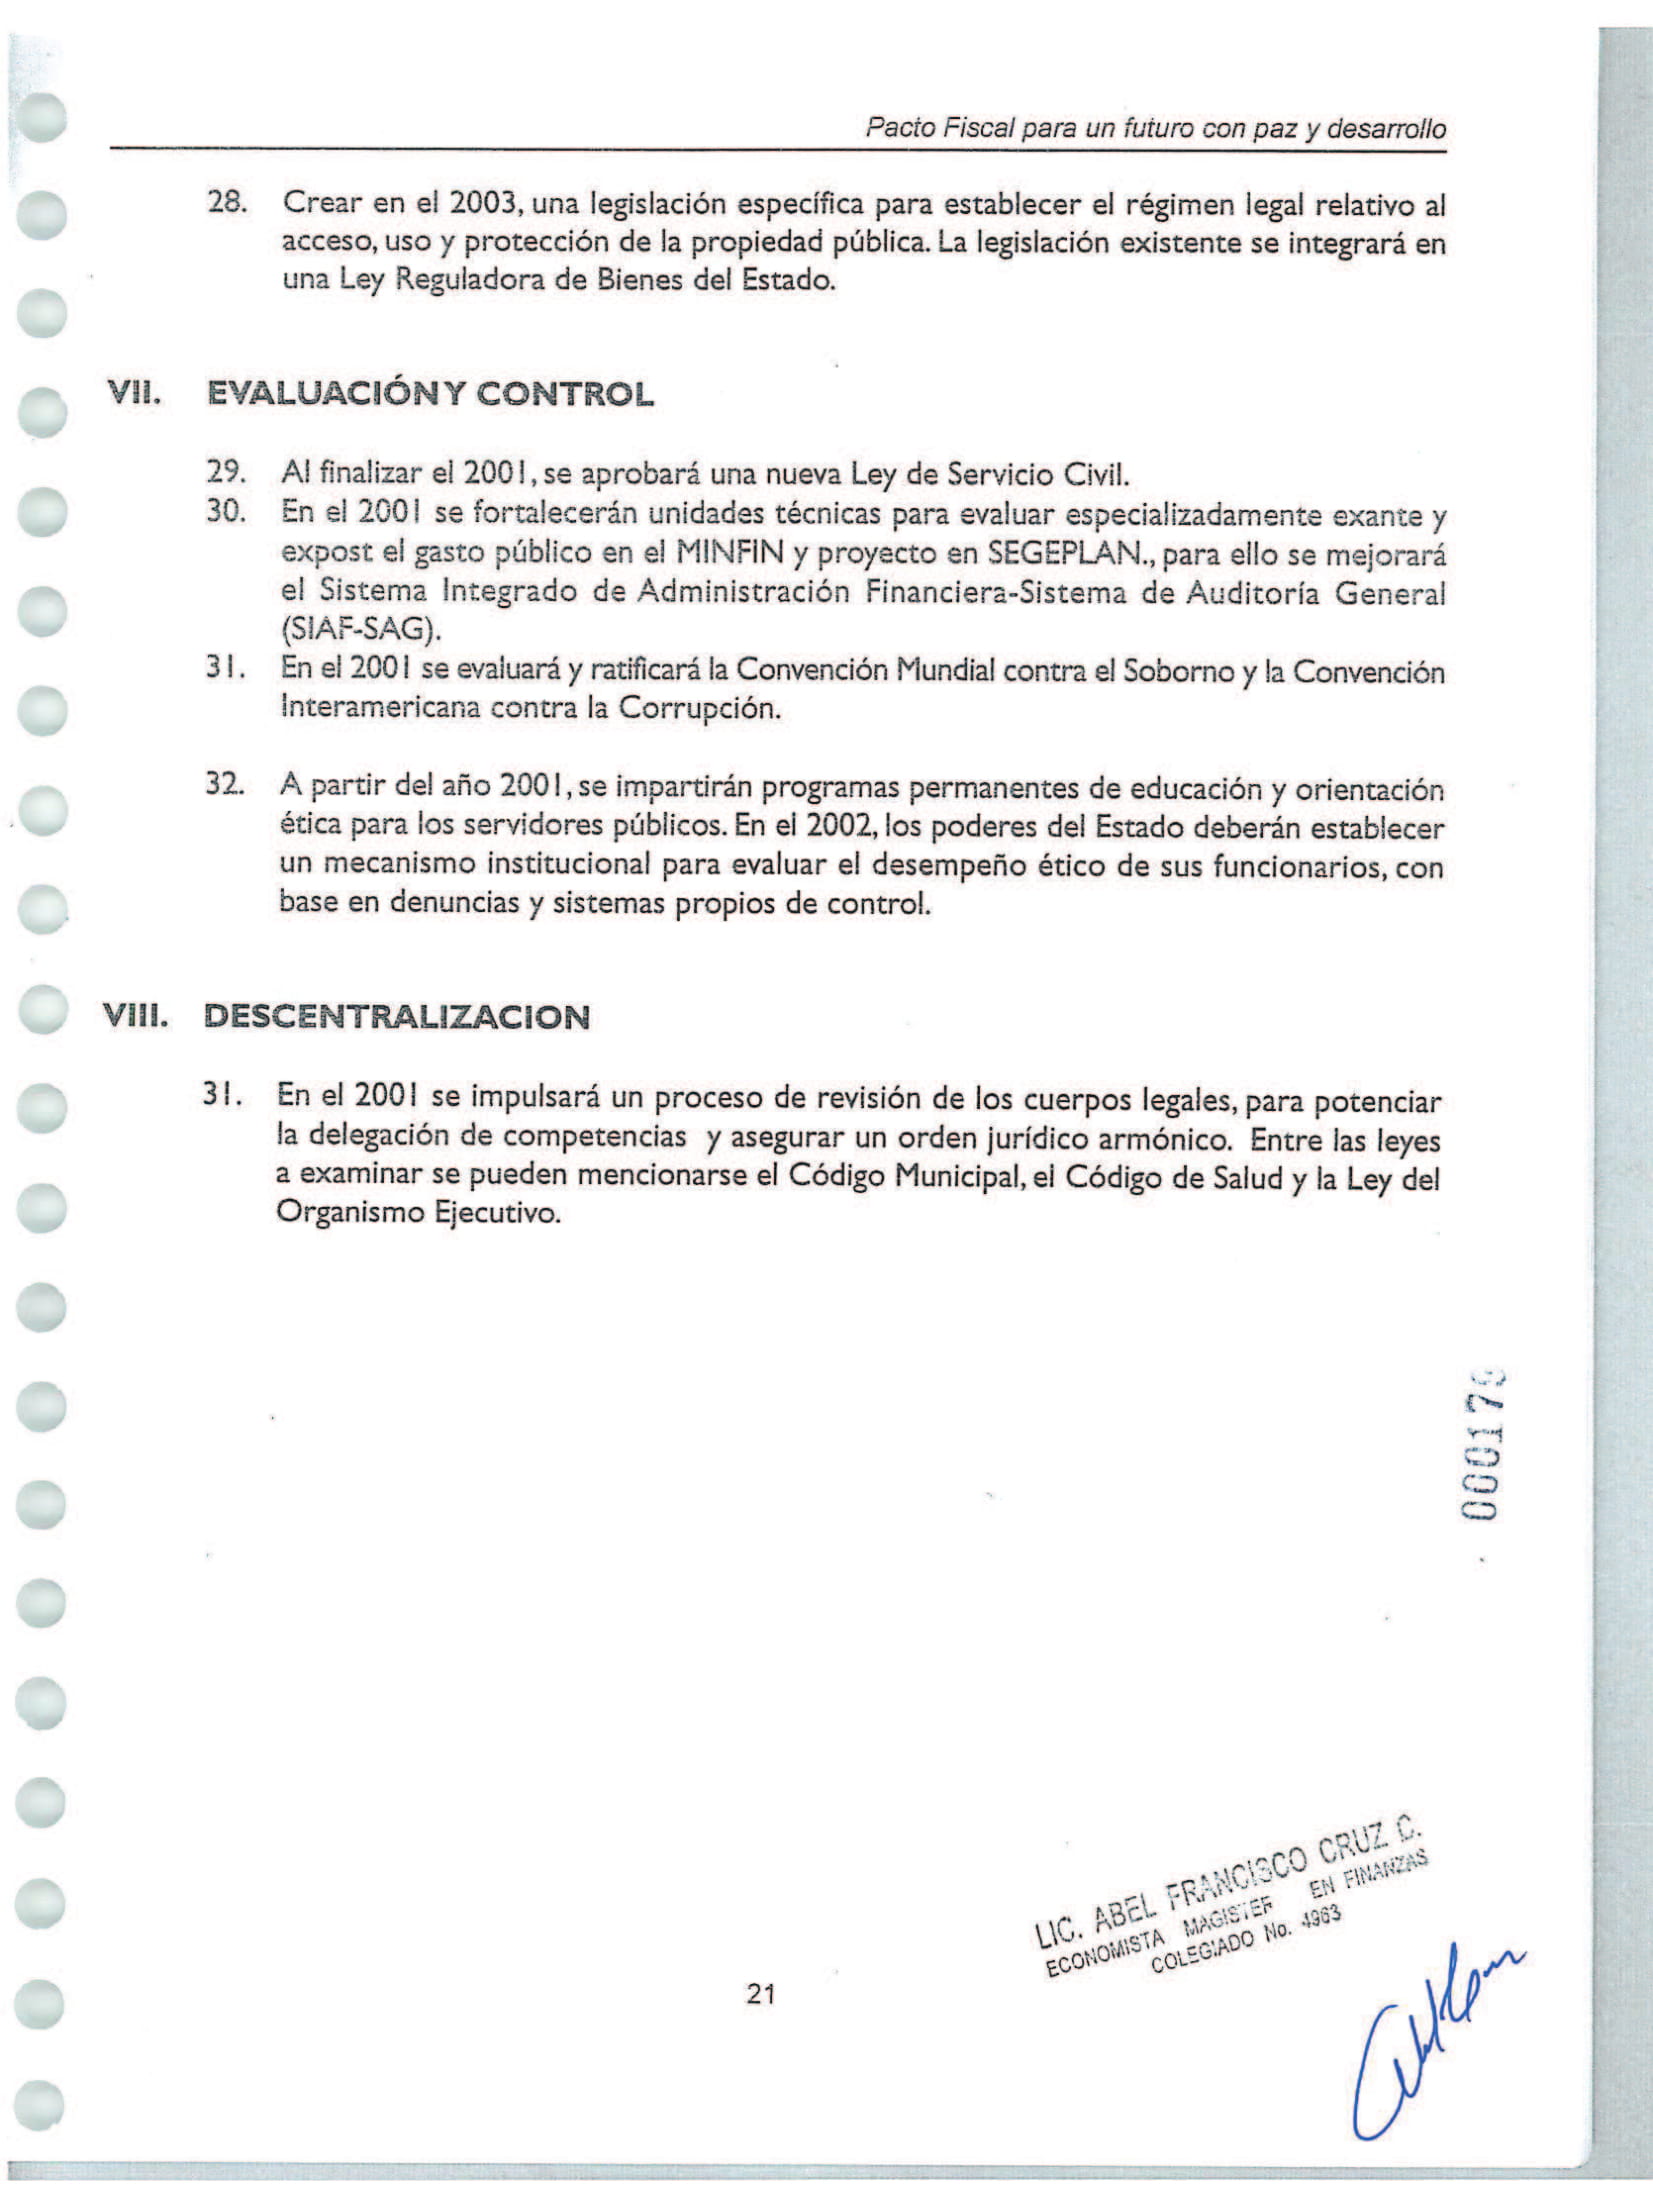 Pacto Fiscal para un futuro con paz y desarrollo
28. Crear en el 2003, una legislación específica para establecer el régimen legal relativo al
acceso, uso y protección de la propiedad pública. La legislación existente se integrará en
una Ley Reguladora de Bienes del Estado.
VII. EVALUACIÓN Y CONTROL
29. Al finalizar el 2001, se aprobará una nueva Ley de Servicio Civil.
30. En el 2001 se fortalecerán unidades técnicas para evaluar especializadamente exante y
expost el gasto público en el MINFIN y proyecto en SEGEPLAN., para ello se mejorará
el Sistema Integrado de Administración Financiera-Sistema de Auditoría General
(SIAF-SAG).
31. En el 2001 se evaluará y ratificará la Convención Mundial contra el Soborno y la Convención
Interamericana contra la Corrupción.
32. A partir del año 2001, se impartirán programas permanentes de educación y orientación
ética para los servidores públicos. En el 2002, los poderes del Estado deberán establecer
un mecanismo institucional para evaluar el desempeño ético de sus funcionarios, con
base en denuncias y sistemas propios de control.
VIII. DESCENTRALIZACION
31. En el 2001 se impulsará un proceso de revisión de los cuerpos legales, para potenciar
la delegación de competencias y asegurar un orden jurídico armónico. Entre las leyes
a examinar se pueden mencionarse el Código Municipal, el Código de Salud y la Ley del
Organismo Ejecutivo.
LIC. ABEL FRANCISCO CRUZ C.
ECONOMISTA MAGISTER EN FINANZAS
COLEGIADO No. 4963
21